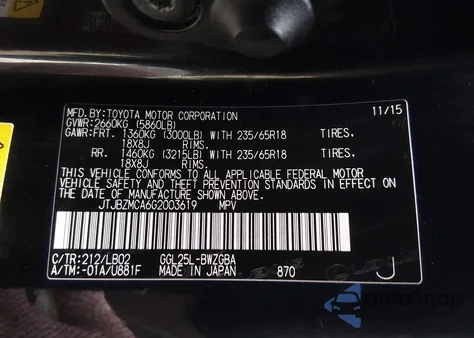 MFD.BY:TOYOTA MOTOR CORPORATION 11/15
GVWR:2660KG (5860LB)
GAWR:FRT. 1360KG (3000LB) WITH 235/65R18 TIRES,
18X8J RIMS.
RR. 1460KG (3215LB) WITH 235/65R18 TIRES,
18X8J RIMS.
THIS VEHICLE CONFORMS TO ALL APPLICABLE FEDERAL MOTOR
VEHICLE SAFETY, BUMPER, AND THEFT
PREVENTION STANDARDS IN EFFECT ON THE
DATE OF MANUFACTURE SHOWN ABOVE.
JTJBZMCA6G2003619 MPV
C/TR:212/LB02 GGL25L-BWZGBA
A/TM:-01A/U881F MADE IN JAPAN 870 J
autosnap